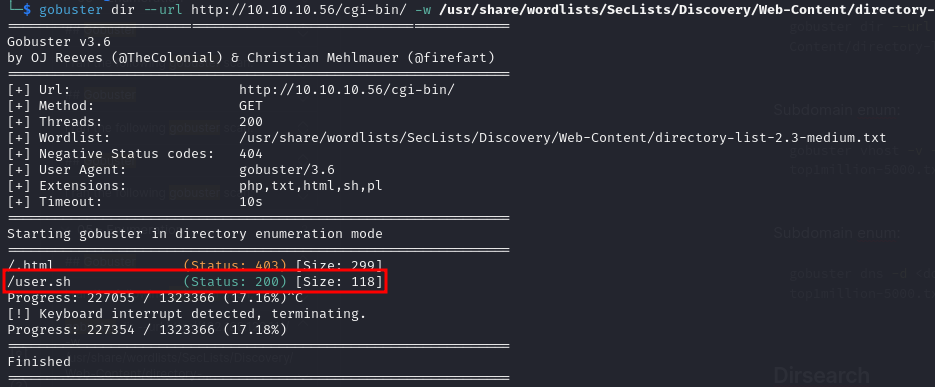 └─$ gobuster dir --url http://10.10.10.56/cgi-bin/ -w /usr/share/wordlists/SecLists/Discovery/Web-Content/directory-
===============================================================
Gobuster v3.6
by OJ Reeves (@TheColonial) & Christian Mehlmauer (@firefart)
===============================================================
[+] Url: http://10.10.10.56/cgi-bin/
[+] Method: GET
[+] Threads: 200
[+] Wordlist: /usr/share/wordlists/SecLists/Discovery/Web-Content/directory-list-2.3-medium.txt
[+] Negative Status codes: 404
[+] User Agent: gobuster/3.6
[+] Extensions: php,txt,html,sh,pl
[+] Timeout: 10s
===============================================================
Starting gobuster in directory enumeration mode
===============================================================
/.html (Status: 403) [Size: 299]
/user.sh (Status: 200) [Size: 118]
Progress: 227055 / 1323366 (17.16%)^C
[!] Keyboard interrupt detected, terminating.
Progress: 227354 / 1323366 (17.18%)
===============================================================
Finished
===============================================================
Subdomain enum
Subdomain enum
Dirsearch